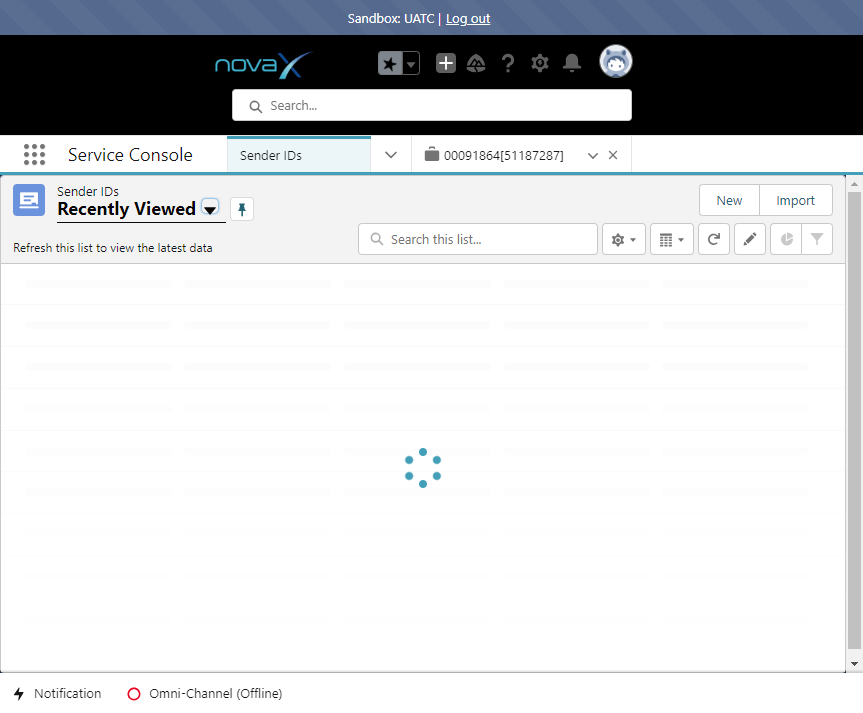 Sandbox: UATC | Log out
novaX
Search...
Service Console
Sender IDs
00091864[51187287]
Sender IDs
Recently Viewed
New
Import
Refresh this list to view the latest data
Search this list...
Notification
Omni-Channel (Offline)